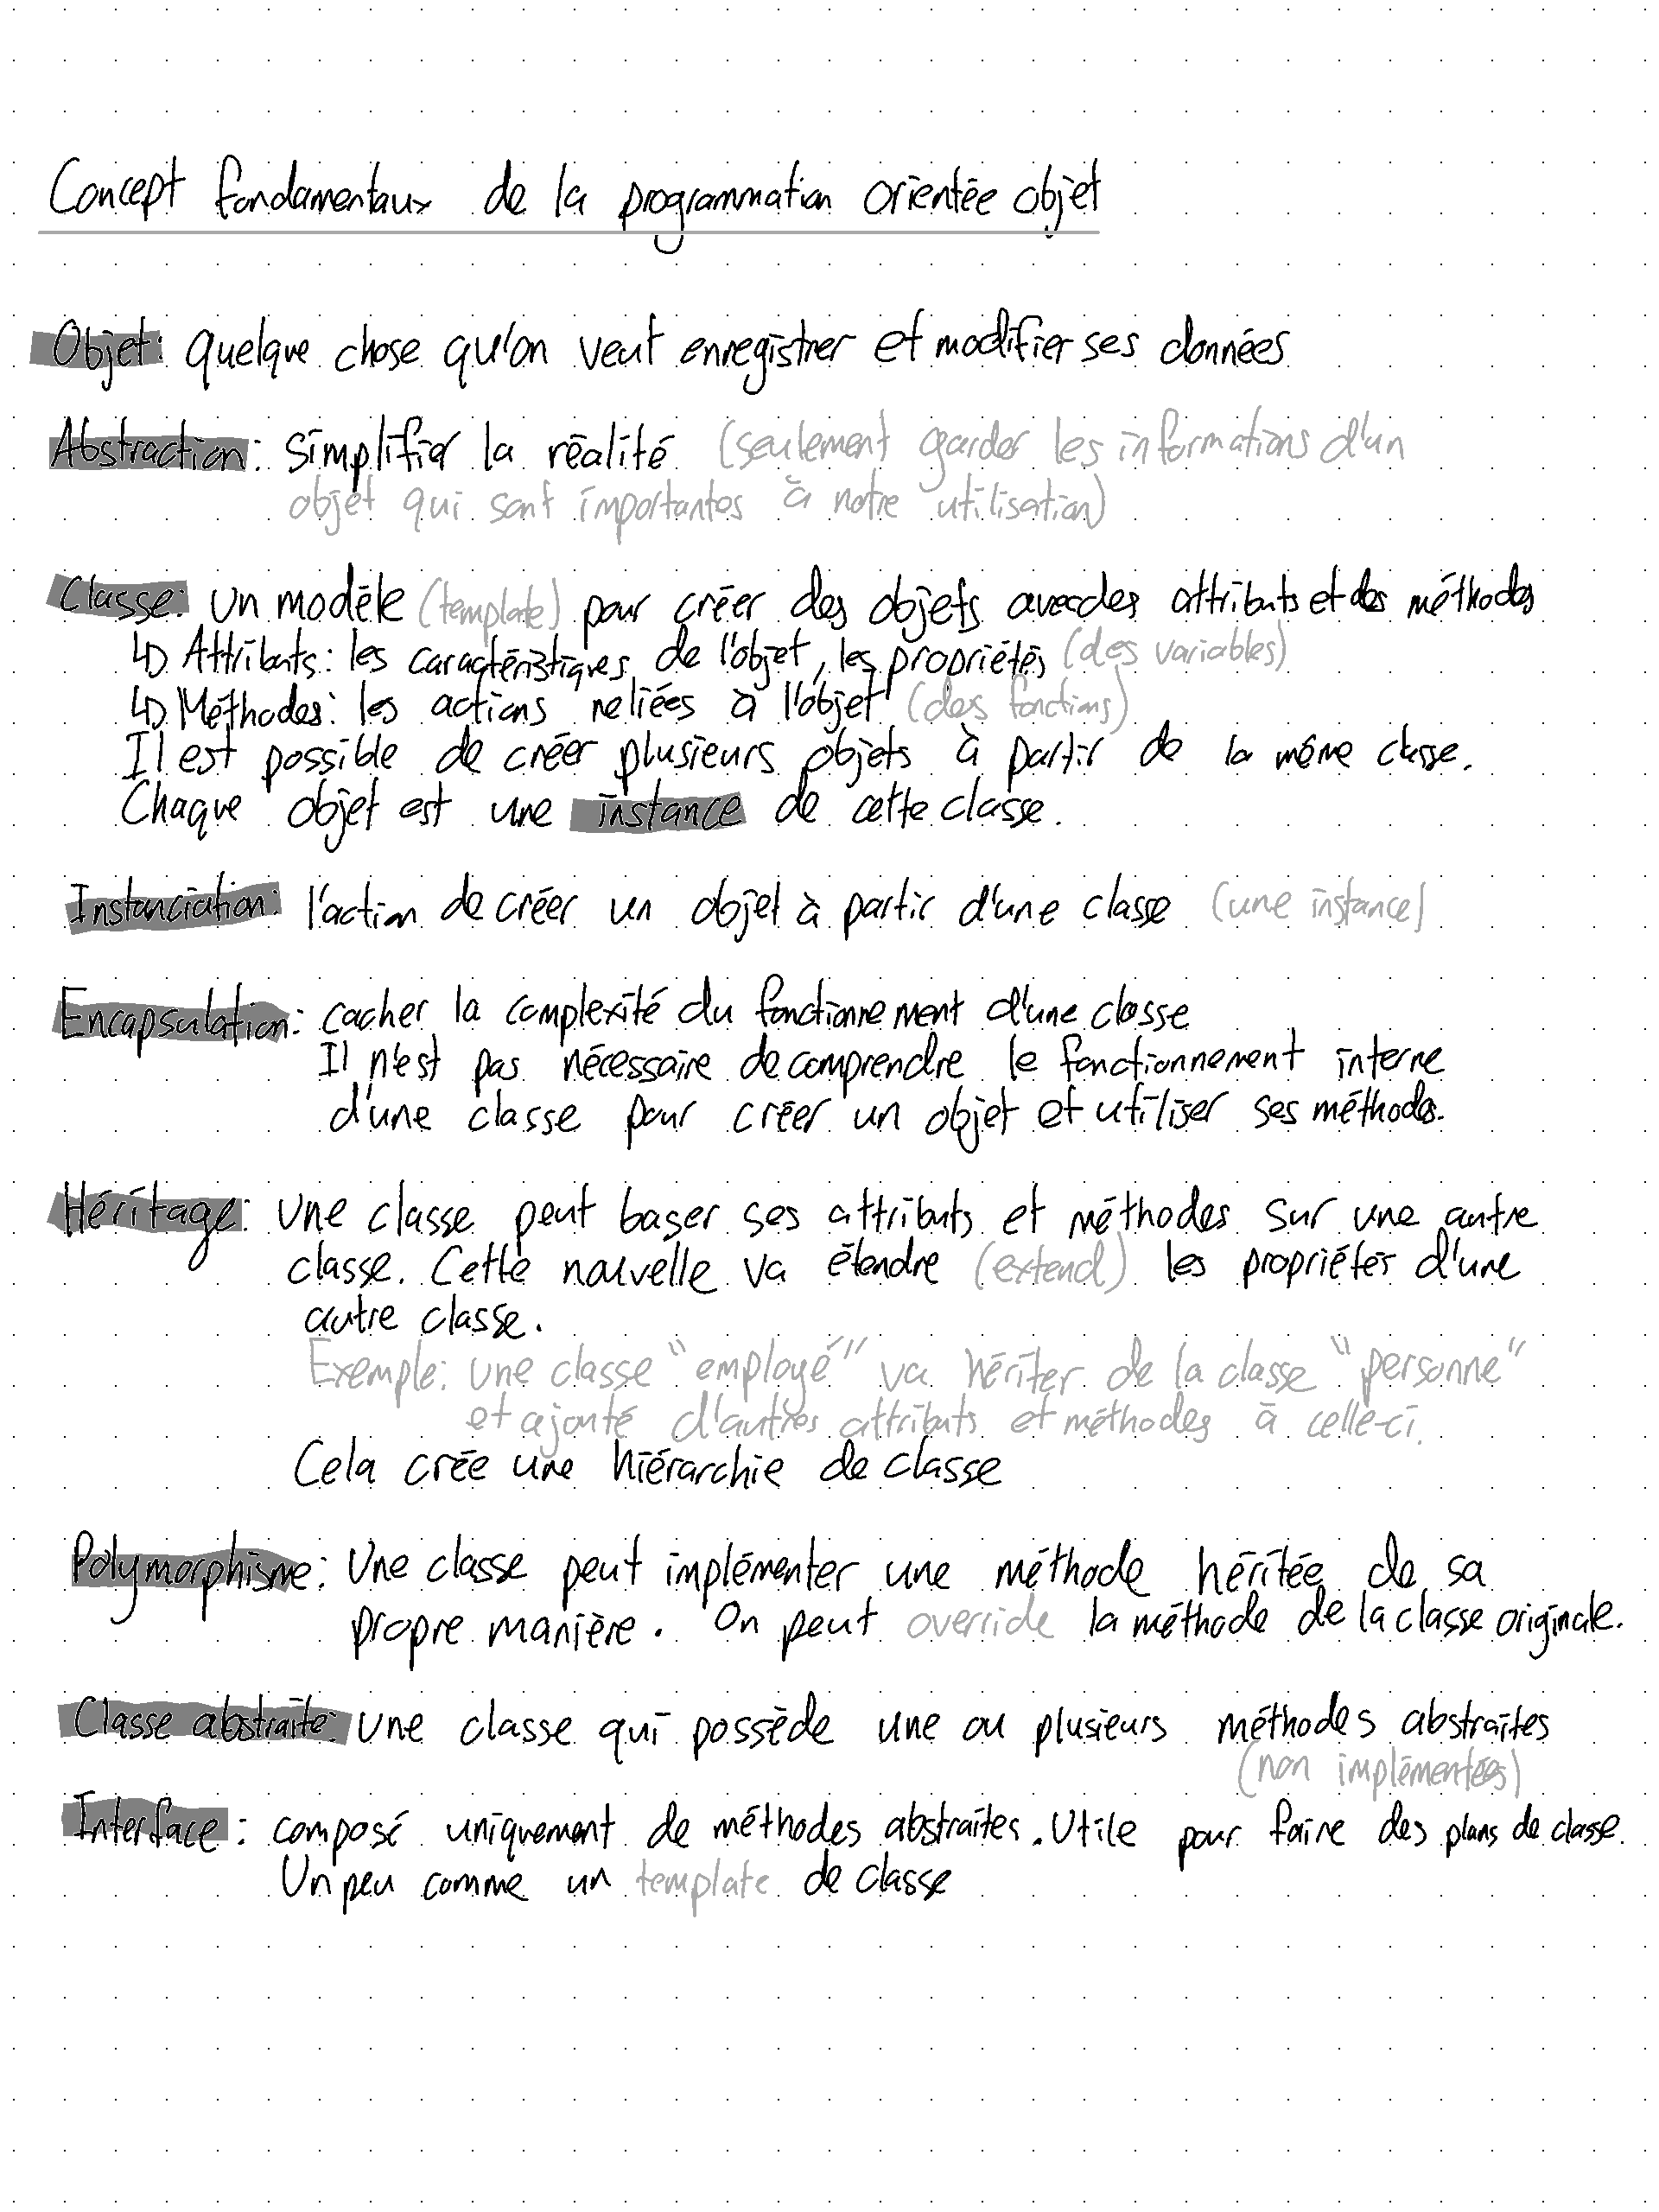 Concept fondamentaux de la programmation orientée objet
Objet: quelque chose qu'on veut enregistrer et modifier ses données
Abstraction: simplifier la réalité (seulement garder les informations d'un
objet qui sont importantes à notre utilisation)
Classe: un modèle (template) pour créer des objets avec des attributs et des méthodes
↳ Attributs: les caractéristiques de l'objet, les propriétés (des variables)
↳ Méthodes: les actions reliées à l'objet (des fonctions)
Il est possible de créer plusieurs objets à partir de la même classe.
Chaque objet est une instance de cette classe.
Instanciation: l'action de créer un objet à partir d'une classe (une instance)
Encapsulation: cacher la complexité du fonctionnement d'une classe
Il n'est pas nécessaire de comprendre le fonctionnement interne
d'une classe pour créer un objet et utiliser ses méthodes.
Héritage: une classe peut baser ses attributs et méthodes sur une autre
classe. Cette nouvelle va étendre (extend) les propriétés d'une
autre classe.
Exemple: une classe "employé" va hériter de la classe "personne"
et ajouté d'autres attributs et méthodes à celle-ci.
Cela crée une hiérarchie de classe
Polymorphisme: Une classe peut implémenter une méthode héritée de sa
propre manière. On peut override la méthode de la classe originale.
Classe abstraite: une classe qui possède une ou plusieurs méthodes abstraites
(non implémentées)
Interface: composé uniquement de méthodes abstraites. Utile pour faire des plans de classe.
Un peu comme un template de classe